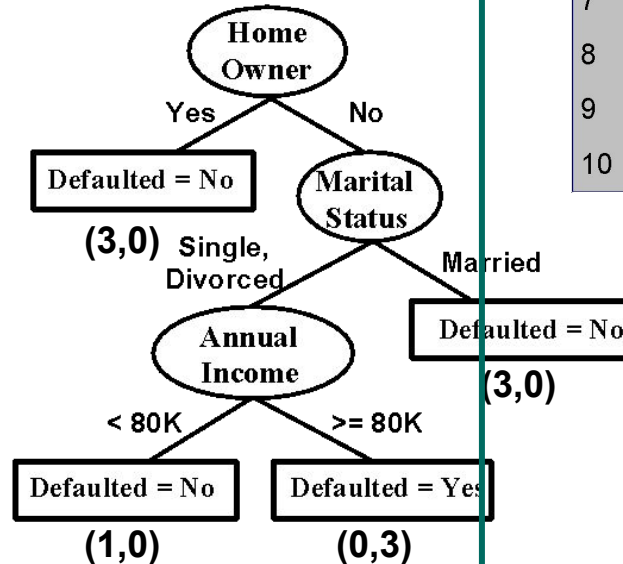 Home
Owner
Yes
No
7
8
9
10
Defaulted = No
Marital
Status
(3,0)
Single,
Divorced
Married
Annual
Income
Defaulted = No
(3,0)
< 80K
>= 80K
Defaulted = No
Defaulted = Yes
(1,0)
(0,3)